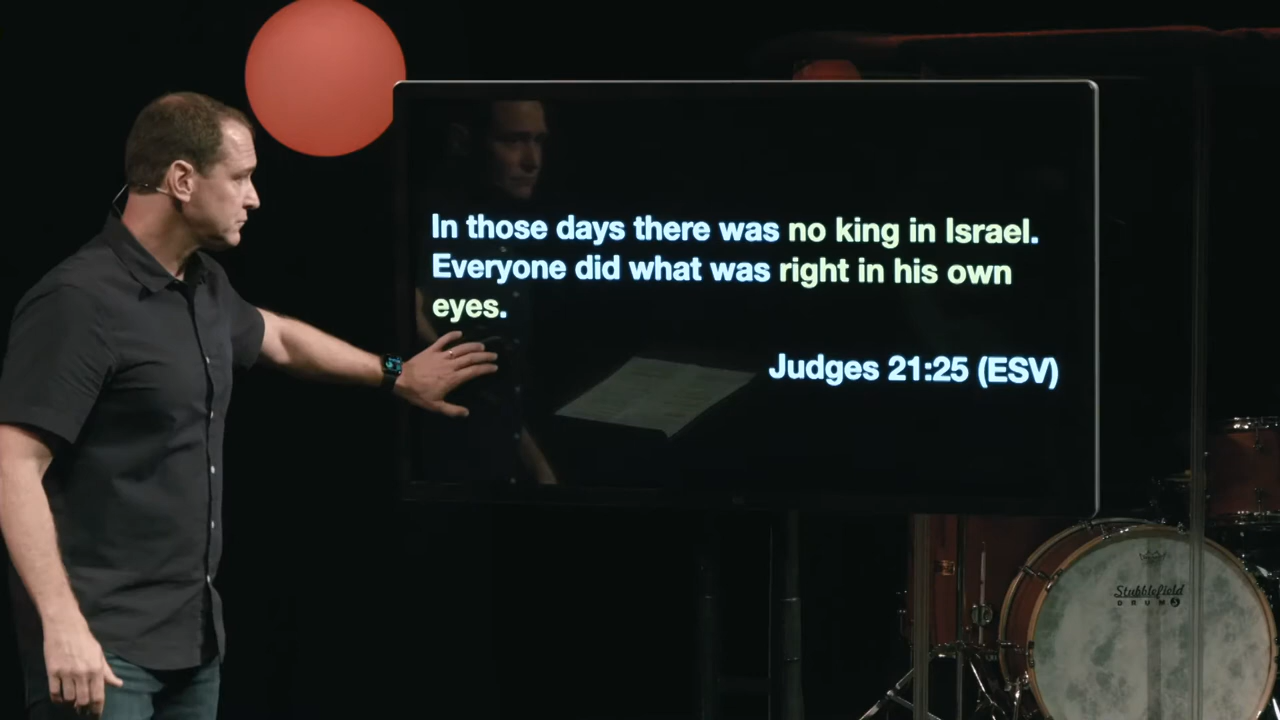 In those days there was no king in Israel.
Everyone did what was right in his own
eyes.
Judges 21:25 (ESV)
Stubblefield
DRUMS